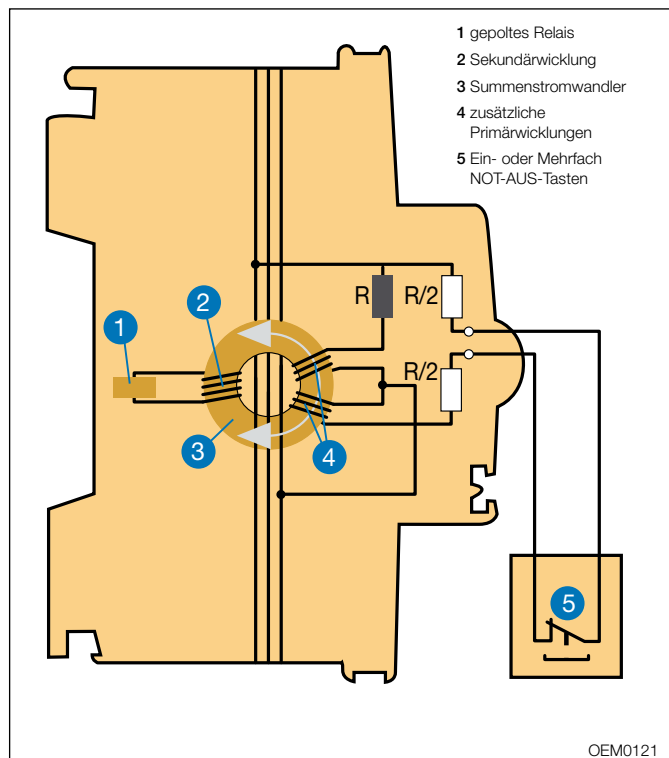 1 gepoltes Relais
2 Sekundärwicklung
3 Summenstromwandler
4 zusätzliche
Primärwicklungen
5 Ein- oder Mehrfach
NOT-AUS-Tasten
R
R/2
R/2
1
2
3
4
5
OEM0121